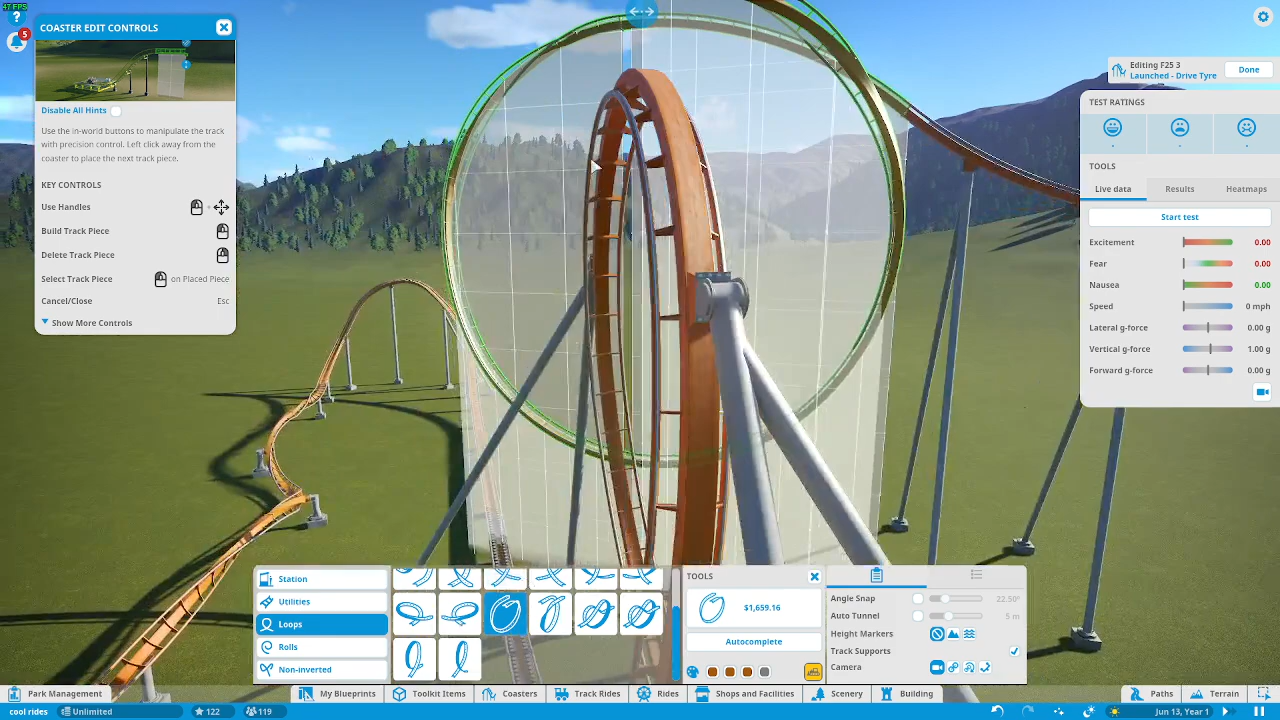 47 FPS
?
5
COASTER EDIT CONTROLS
Disable All Hints
Use the in-world buttons to manipulate the track
with precision control. Left click away from the
coaster to place the next track piece.
KEY CONTROLS
Use Handles
Build Track Piece
Delete Track Piece
Select Track Piece on Placed Piece
Cancel/Close Esc
Show More Controls
Editing F25 3
Launched - Drive Tyre
Done
TEST RATINGS
- - -
TOOLS
Live data Results Heatmaps
Start test
Excitement 0.00
Fear 0.00
Nausea 0.00
Speed 0 mph
Lateral g-force 0.00 g
Vertical g-force 1.00 g
Forward g-force 0.00 g
Station
Utilities
Loops
Rolls
Non-inverted
TOOLS
$1,659.16
Autocomplete
Angle Snap 22.50°
Auto Tunnel 5 m
Height Markers
Track Supports
Camera
Park Management My Blueprints Toolkit Items Coasters Track Rides Rides Shops and Facilities Scenery Building Paths Terrain
cool rides Unlimited 122 119 Jun 13, Year 1